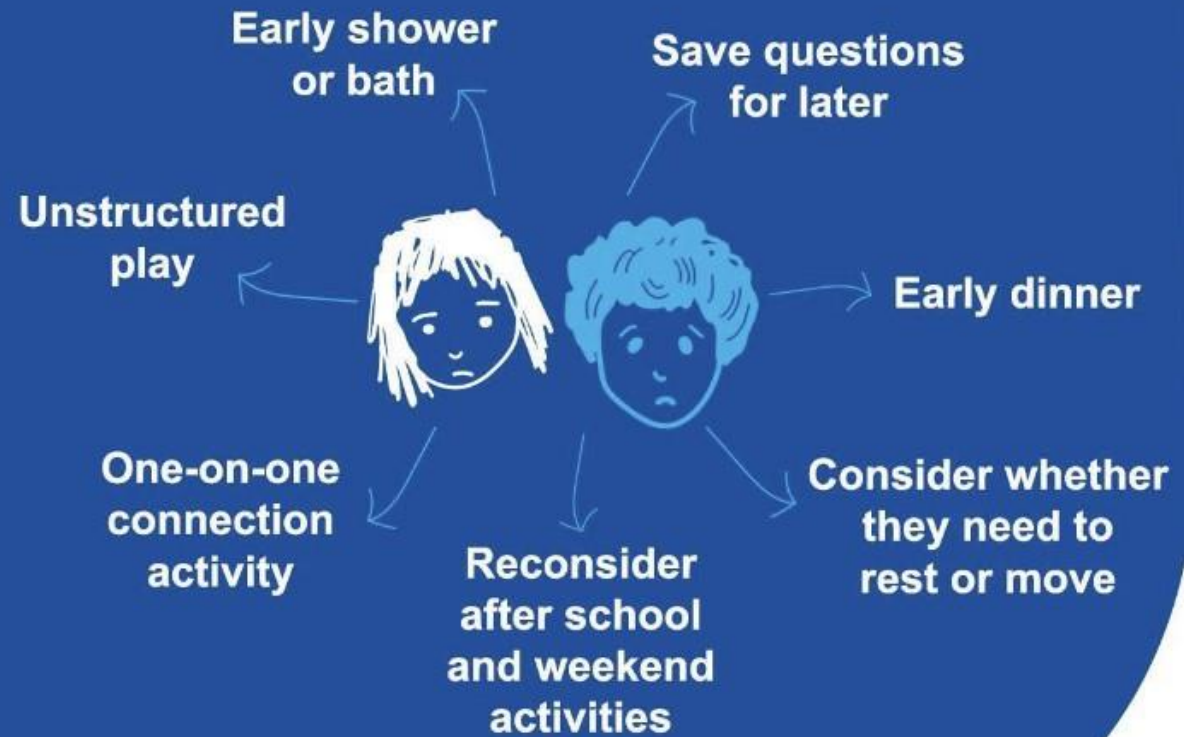 Early shower
or bath
Save questions
for later
Unstructured
play
Early dinner
One-on-one
connection
activity
Reconsider
after school
and weekend
activities
Consider whether
they need to
rest or move